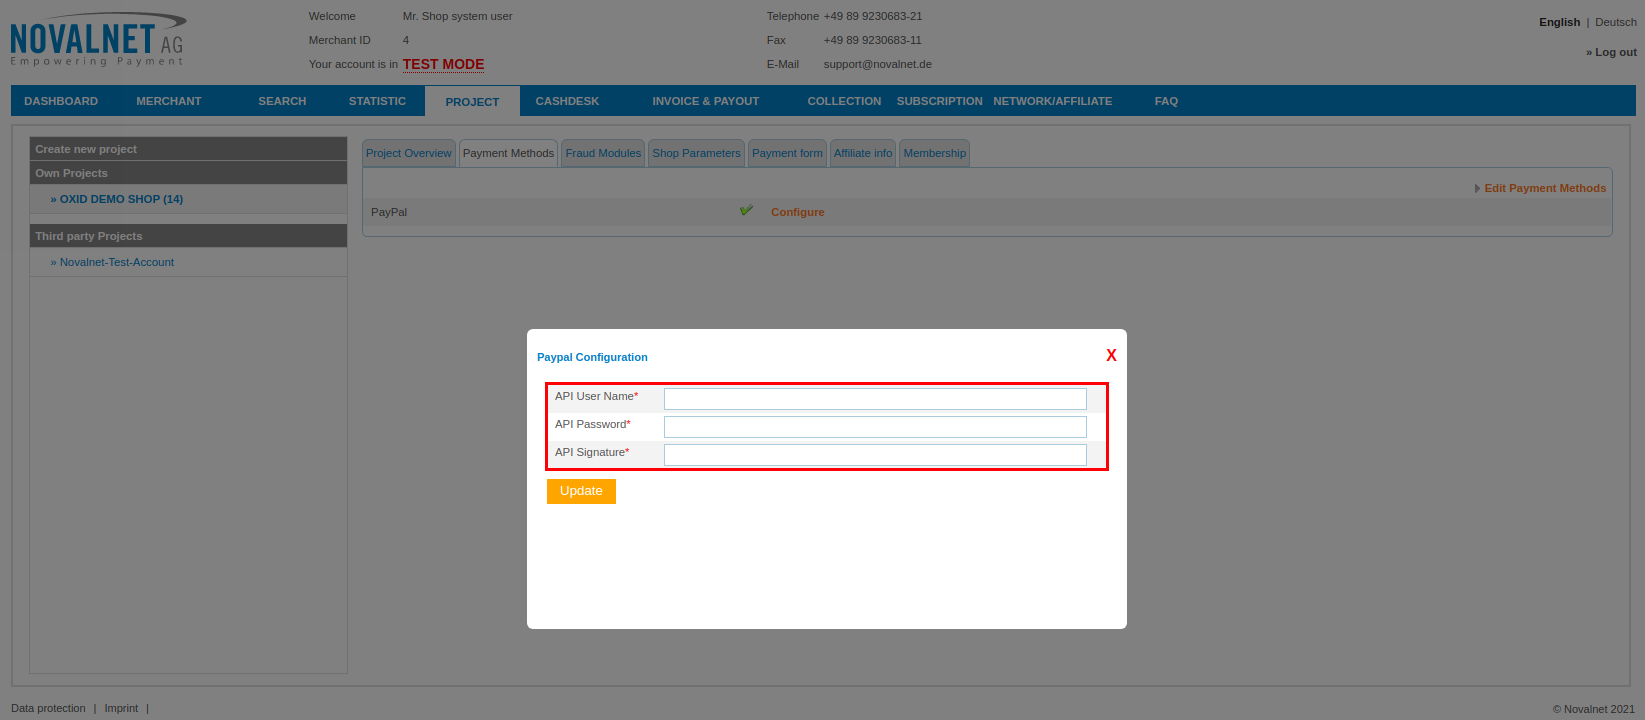 NOVALNET AG
Empowering Payment
Welcome Mr. Shop system user
Merchant ID 4
Your account is in TEST MODE
Telephone +49 89 9230683-21
Fax +49 89 9230683-11
E-Mail support@novalnet.de
English | Deutsch
» Log out
DASHBOARD MERCHANT SEARCH STATISTIC PROJECT CASHDESK INVOICE & PAYOUT COLLECTION SUBSCRIPTION NETWORK/AFFILIATE FAQ
Create new project
Own Projects
» OXID DEMO SHOP (14)
Third party Projects
» Novalnet-Test-Account
Project Overview Payment Methods Fraud Modules Shop Parameters Payment form Affiliate info Membership
Edit Payment Methods
PayPal Configure
Paypal Configuration X
API User Name*
API Password*
API Signature*
Update
Data protection | Imprint |
© Novalnet 2021